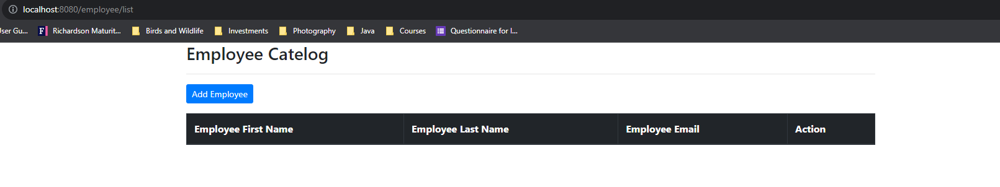 localhost:8080/employee/list
User Gu... Richardson Maturit... Birds and Wildlife Investments Photography Java Courses Questionnaire for I...
Employee Catelog
Add Employee
Employee First Name Employee Last Name Employee Email Action